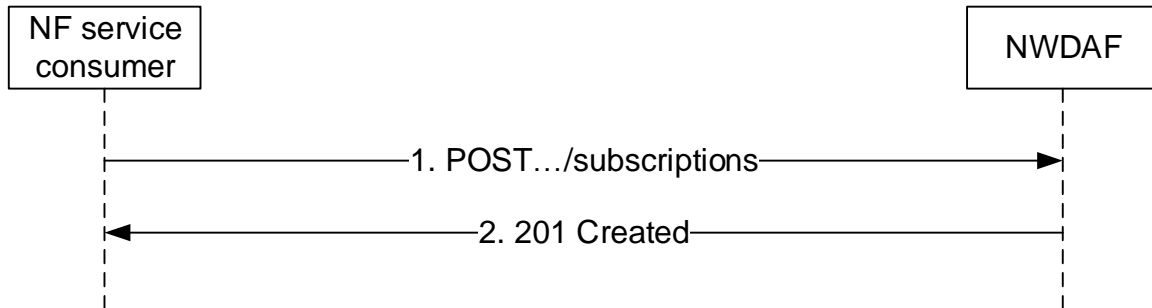 NF service
consumer
NWDAF
1. POST…/subscriptions
2. 201 Created